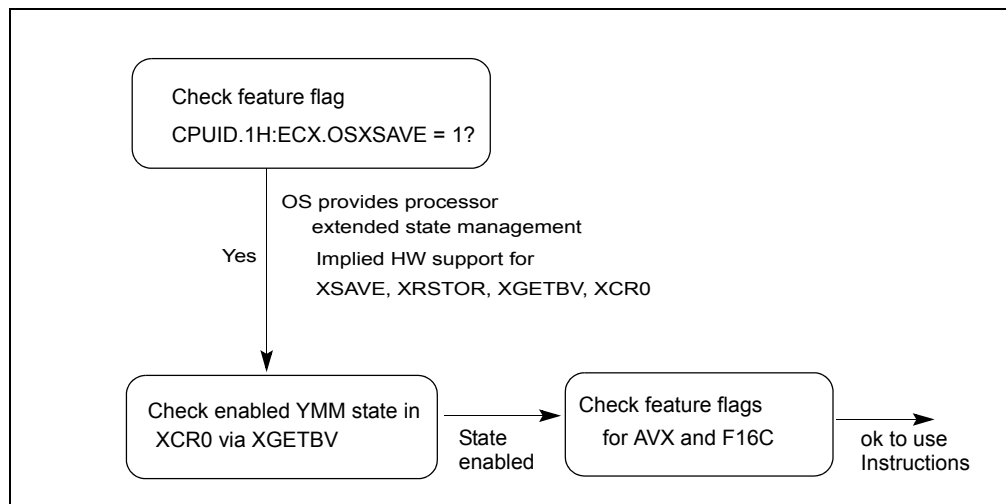 Check feature flag
CPUID.1H:ECX.OSXSAVE = 1?
OS provides processor
extended state management
Yes
Implied HW support for
XSAVE, XRSTOR, XGETBV, XCR0
Check enabled YMM state in
XCR0 via XGETBV
State
enabled
Check feature flags
for AVX and F16C
ok to use
Instructions